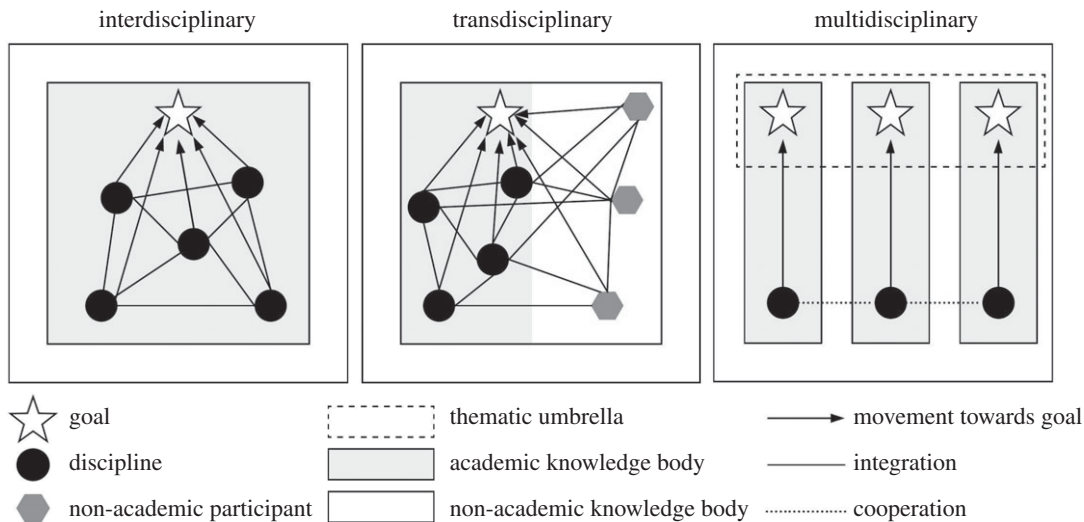 interdisciplinary
transdisciplinary
multidisciplinary
goal
thematic umbrella
movement towards goal
discipline
academic knowledge body
integration
non-academic participant
non-academic knowledge body
cooperation